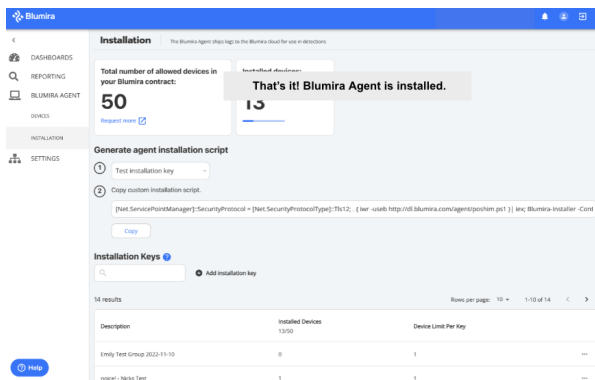 Blumira
Installation The Blumira Agent ships logs to the Blumira cloud for use in detections
DASHBOARDS
REPORTING
BLUMIRA AGENT
DEVICES
INSTALLATION
SETTINGS
Total number of allowed devices in
your Blumira contract:
50
Request more
Installed devices:
13
That's it! Blumira Agent is installed.
Generate agent installation script
1 Test installation key
2 Copy custom installation script.
[Net.ServicePointManager]::SecurityProtocol = [Net.SecurityProtocolType]::Tls12; . { iwr -useb http://dl.blumira.com/agent/poshim.ps1 } | iex; Blumira-Installer -Cont
Copy
Installation Keys ?
Add installation key
14 results Rows per page: 10 1-10 of 14
Description Installed Devices Device Limit Per Key
13/50
Emily Test Group 2022-11-10 0 1
noice! - Nicks Test 1 1
Help